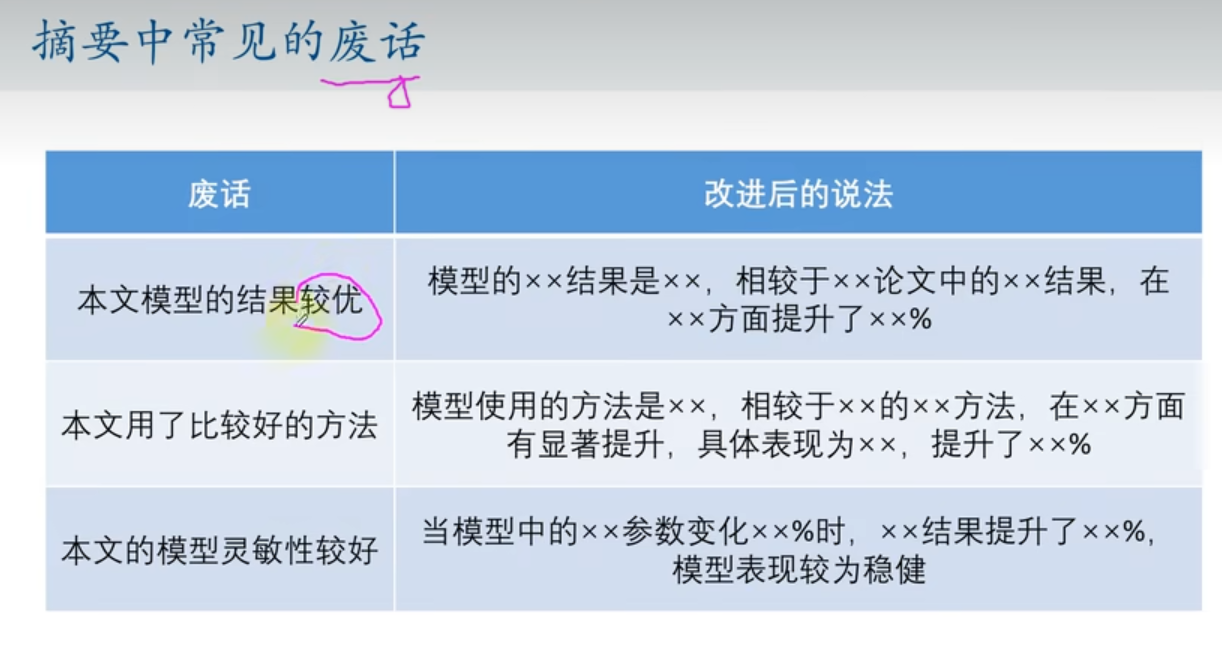 摘要中常见的废话
废话
改进后的说法
本文模型的结果较优
模型的××结果是××，相较于××论文中的××结果，在
××方面提升了××%
本文用了比较好的方法
模型使用的方法是××，相较于××的××方法，在××方面
有显著提升，具体表现为××，提升了××%
本文的模型灵敏性较好
当模型中的××参数变化××%时，××结果提升了××%，
模型表现较为稳健